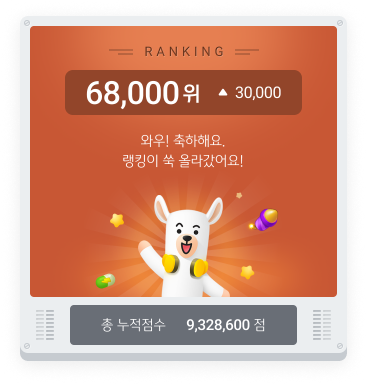 RANKING
68,000위 ▲ 30,000
와우! 축하해요.
랭킹이 쑥 올라갔어요!
총 누적점수 9,328,600 점